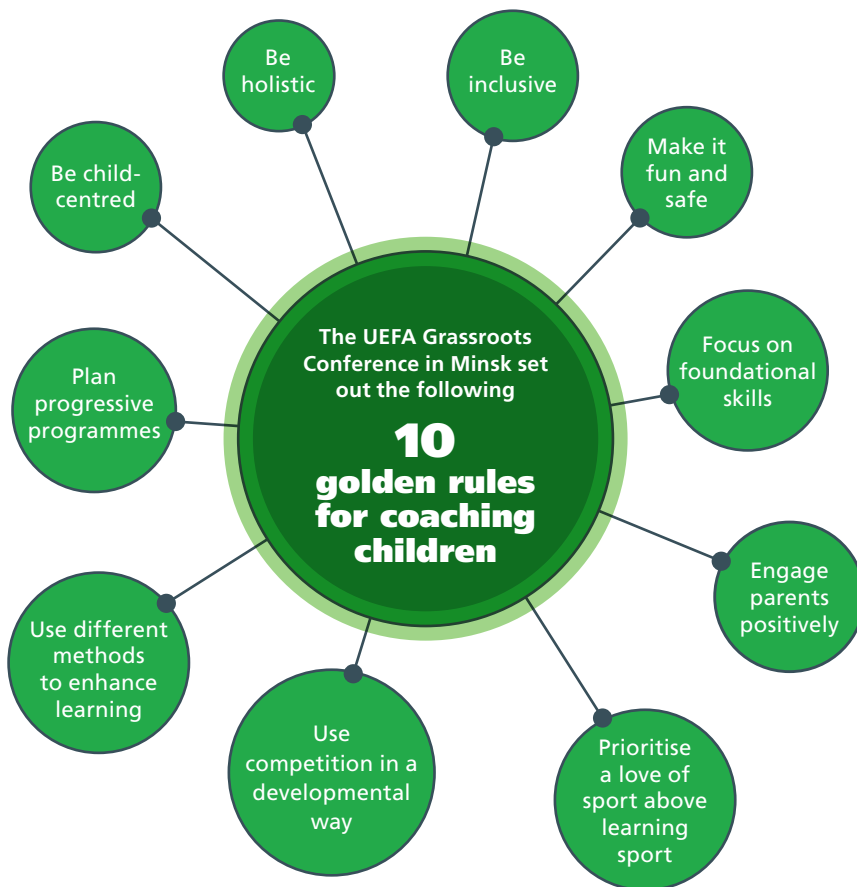 The UEFA Grassroots
Conference in Minsk set
out the following
10
golden rules
for coaching
children
Be
holistic
Be
inclusive
Make it
fun and
safe
Focus on
foundational
skills
Engage
parents
positively
Prioritise
a love of
sport above
learning
sport
Use
competition in a
developmental
way
Use different
methods
to enhance
learning
Plan
progressive
programmes
Be child-
centred